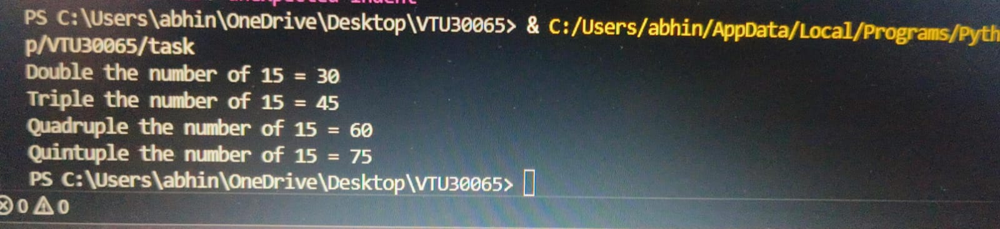 unexpected indent
PS C:\Users\abhin\OneDrive\Desktop\VTU30065> & C:/Users/abhin/AppData/Local/Programs/Pyth
p/VTU30065/task
Double the number of 15 = 30
Triple the number of 15 = 45
Quadruple the number of 15 = 60
Quintuple the number of 15 = 75
PS C:\Users\abhin\OneDrive\Desktop\VTU30065>
0 0